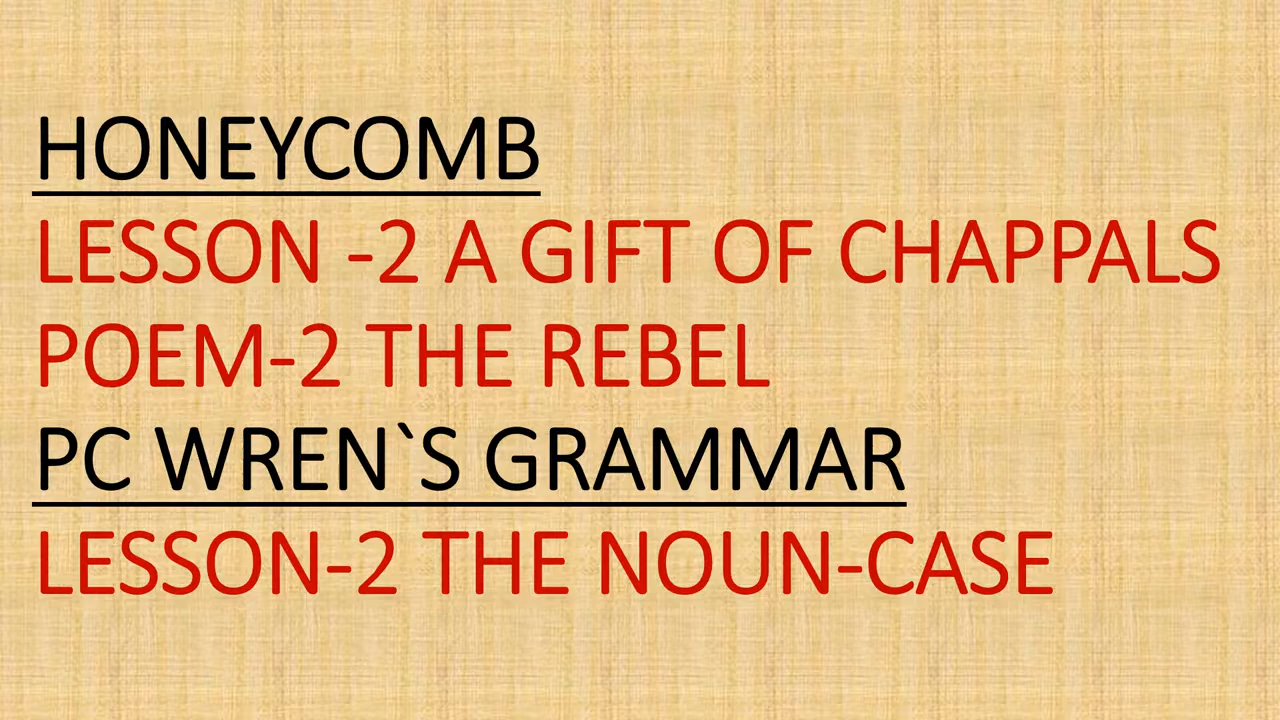 HONEYCOMB
LESSON -2 A GIFT OF CHAPPALS
POEM-2 THE REBEL
PC WREN`S GRAMMAR
LESSON-2 THE NOUN-CASE